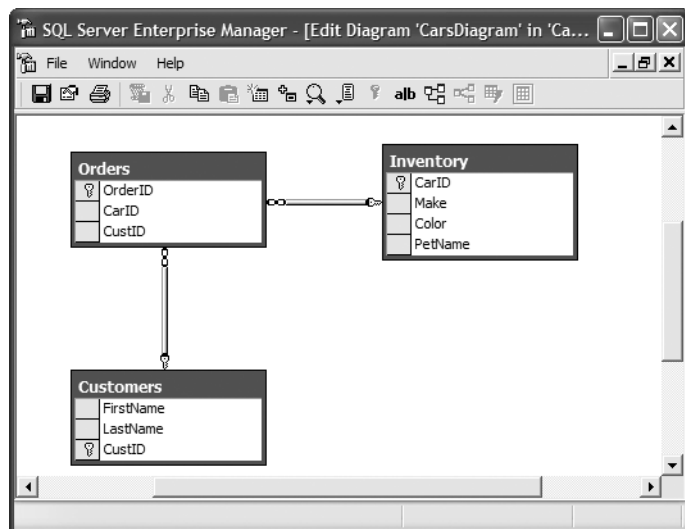 SQL Server Enterprise Manager - [Edit Diagram 'CarsDiagram' in 'Ca...
File Window Help
ab
Orders
OrderID
CarID
CustID
Inventory
CarID
Make
Color
PetName
Customers
FirstName
LastName
CustID